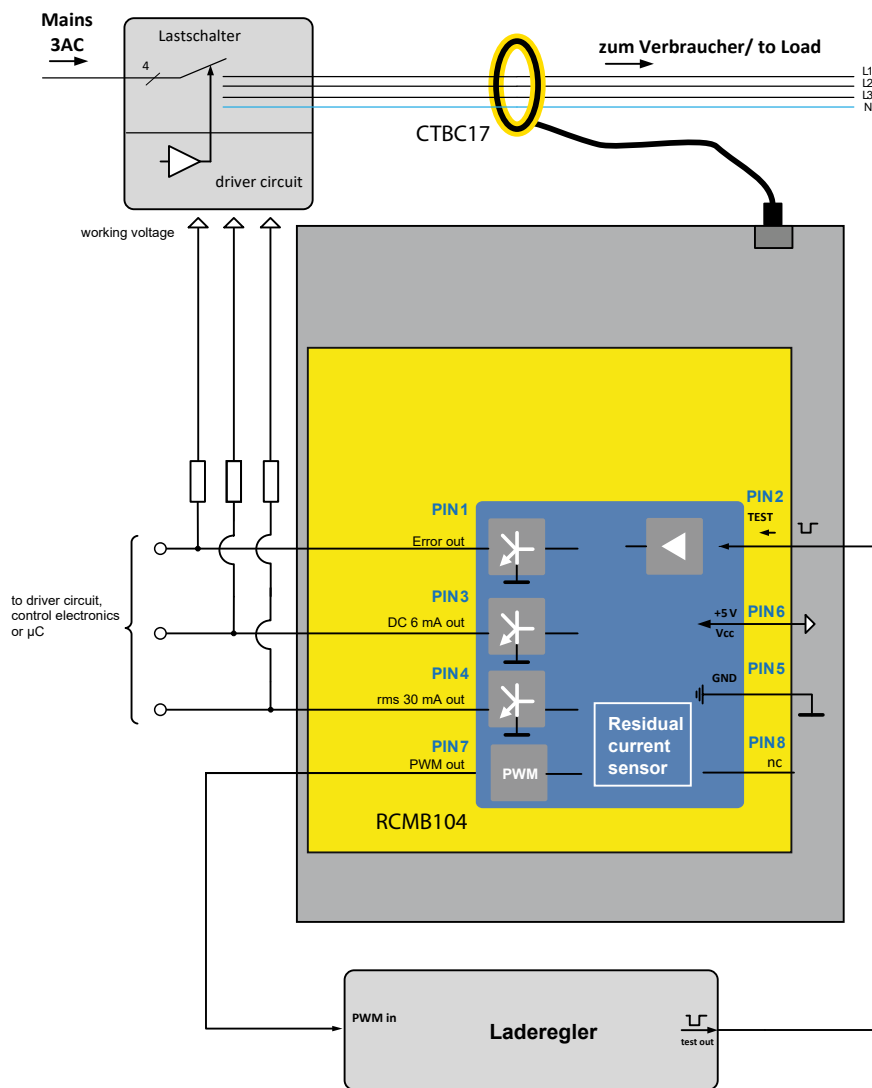 Mains
3AC
Lastschalter
4
driver circuit
zum Verbraucher/ to Load
L1
L2
L3
N
CTBC17
working voltage
PIN1
Error out
PIN2
TEST
PIN3
DC 6 mA out
+5 V
Vcc
PIN6
to driver circuit,
control electronics
or µC
PIN4
rms 30 mA out
GND
PIN5
PIN7
PWM out
PWM
Residual
current
sensor
PIN8
nc
RCMB104
PWM in
Laderegler
test out